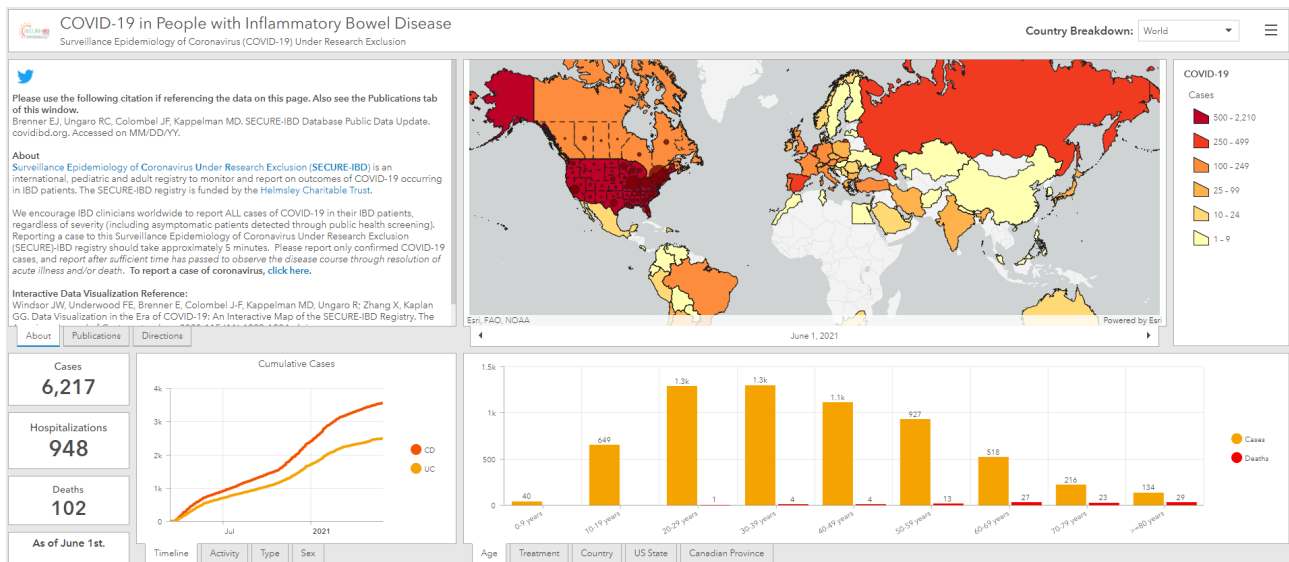 SECURE-IBD
COVID-19 in People with Inflammatory Bowel Disease
Surveillance Epidemiology of Coronavirus (COVID-19) Under Research Exclusion
Country Breakdown:
World
Please use the following citation if referencing the data on this page. Also see the Publications tab
of this window.
Brenner EJ, Ungaro RC, Colombel JF, Kappelman MD. SECURE-IBD Database Public Data Update.
covidibd.org. Accessed on MM/DD/YY.
About
Surveillance Epidemiology of Coronavirus Under Research Exclusion (SECURE-IBD) is an
international, pediatric and adult registry to monitor and report on outcomes of COVID-19 occurring
in IBD patients. The SECURE-IBD registry is funded by the Helmsley Charitable Trust.
We encourage IBD clinicians worldwide to report ALL cases of COVID-19 in their IBD patients,
regardless of severity (including asymptomatic patients detected through public health screening).
Reporting a case to this Surveillance Epidemiology of Coronavirus Under Research Exclusion
(SECURE)-IBD registry should take approximately 5 minutes. Please report only confirmed COVID-19
cases, and report after sufficient time has passed to observe the disease course through resolution of
acute illness and/or death. To report a case of coronavirus, click here.
Interactive Data Visualization Reference:
Windsor JW, Underwood FE, Brenner E, Colombel J-F, Kappelman MD, Ungaro R; Zhang X, Kaplan
GG. Data Visualization in the Era of COVID-19: An Interactive Map of the SECURE-IBD Registry. The
About
Publications
Directions
Esri, FAO, NOAA
Powered by Esri
June 1, 2021
COVID-19
Cases
500 - 2,210
250 - 499
100 - 249
25 - 99
10 - 24
1 - 9
Cases
6,217
Hospitalizations
948
Deaths
102
As of June 1st.
Cumulative Cases
4k
3k
2k
1k
0
Jul
2021
CD
UC
Timeline
Activity
Type
Sex
1.5k
1k
500
0
40
649
1.3k
1
1.3k
4
1.1k
4
927
13
518
27
216
23
134
29
0-9 years
10-19 years
20-29 years
30-39 years
40-49 years
50-59 years
60-69 years
70-79 years
>=80 years
Cases
Deaths
Age
Treatment
Country
US State
Canadian Province